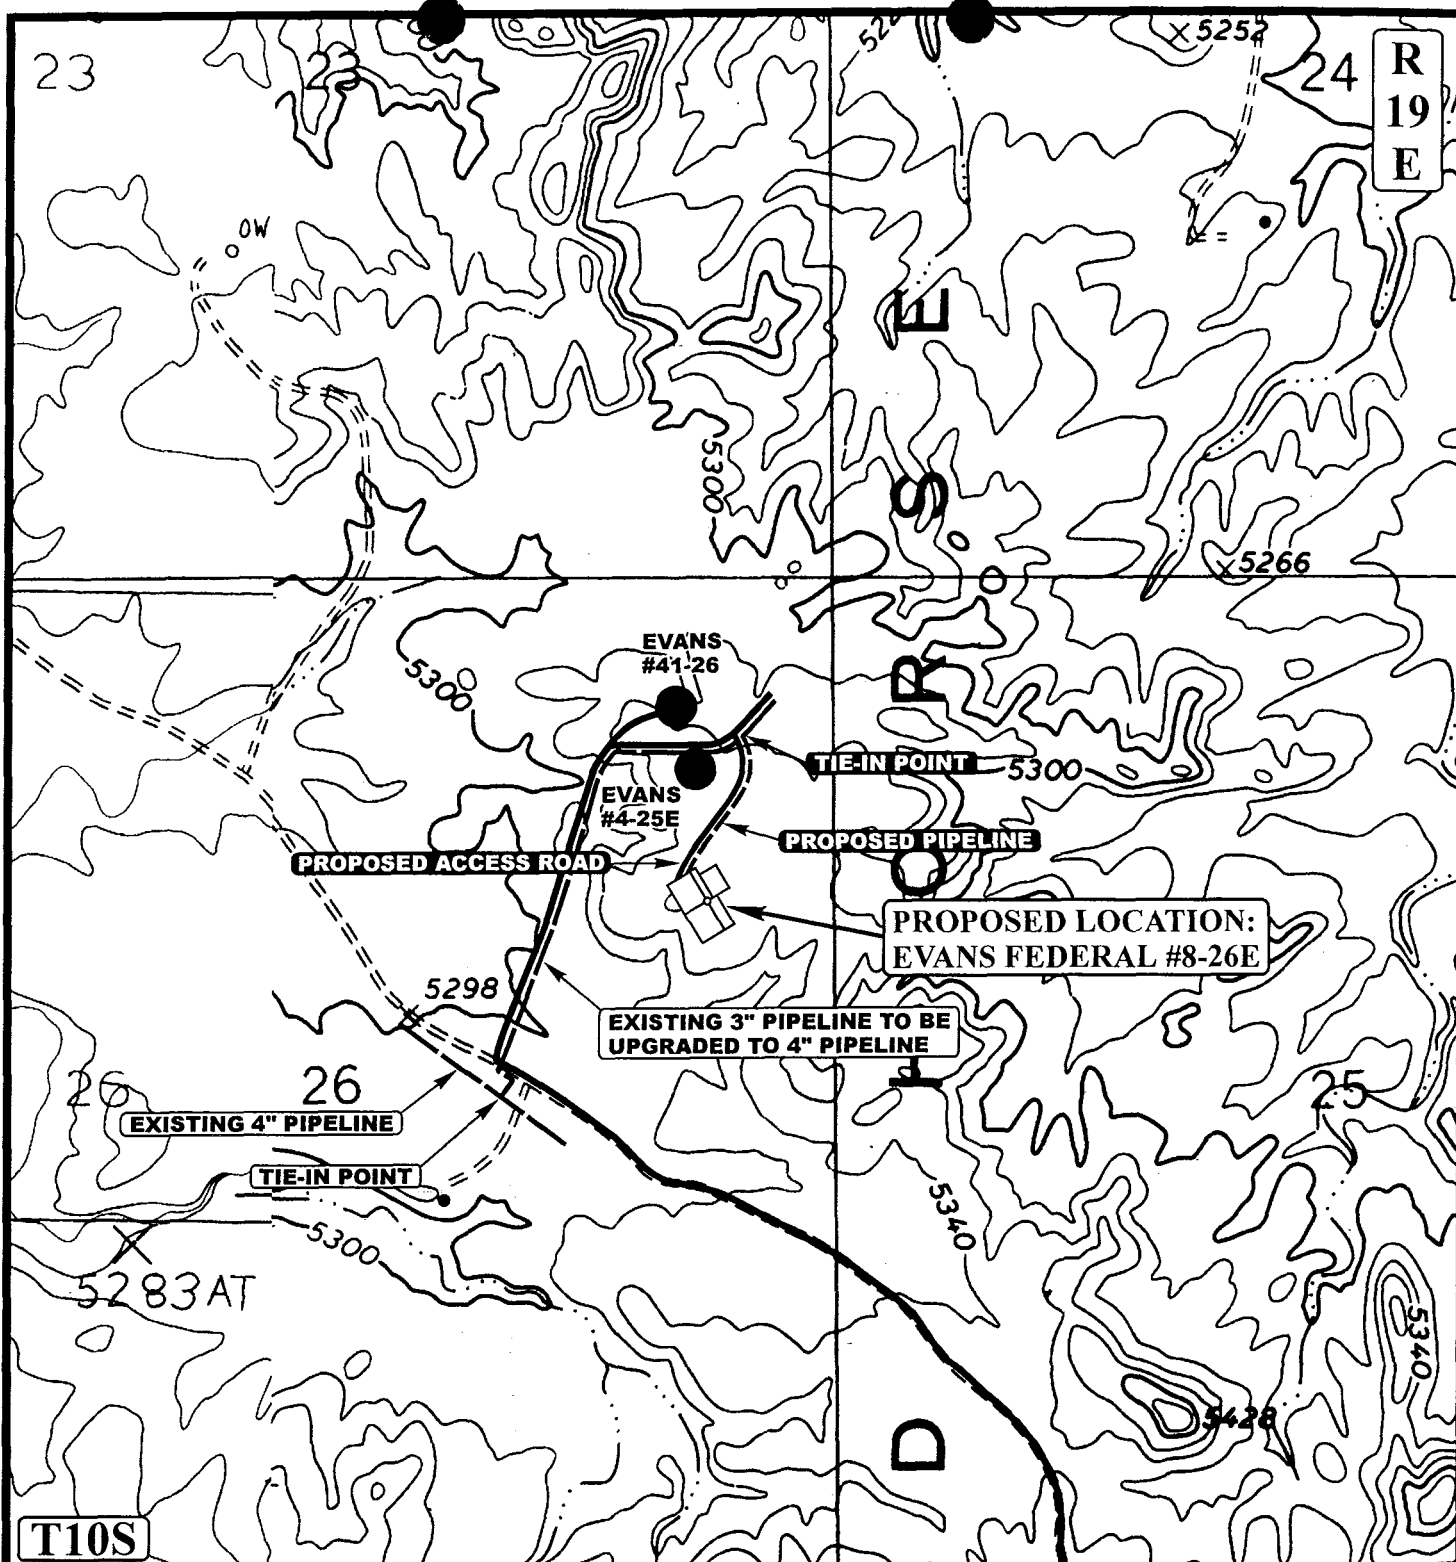 23
23
522
5252
24
R
19
E
OW
E
5300
S
5266
EVANS
#41-26
5300
R
TIE-IN POINT
5300
EVANS
#4-25E
PROPOSED PIPELINE
PROPOSED ACCESS ROAD
O
PROPOSED LOCATION:
EVANS FEDERAL #8-26E
5298
EXISTING 3" PIPELINE TO BE
UPGRADED TO 4" PIPELINE
26
26
25
EXISTING 4" PIPELINE
TIE-IN POINT
5340
5300
5283AT
5340
5428
D
T10S